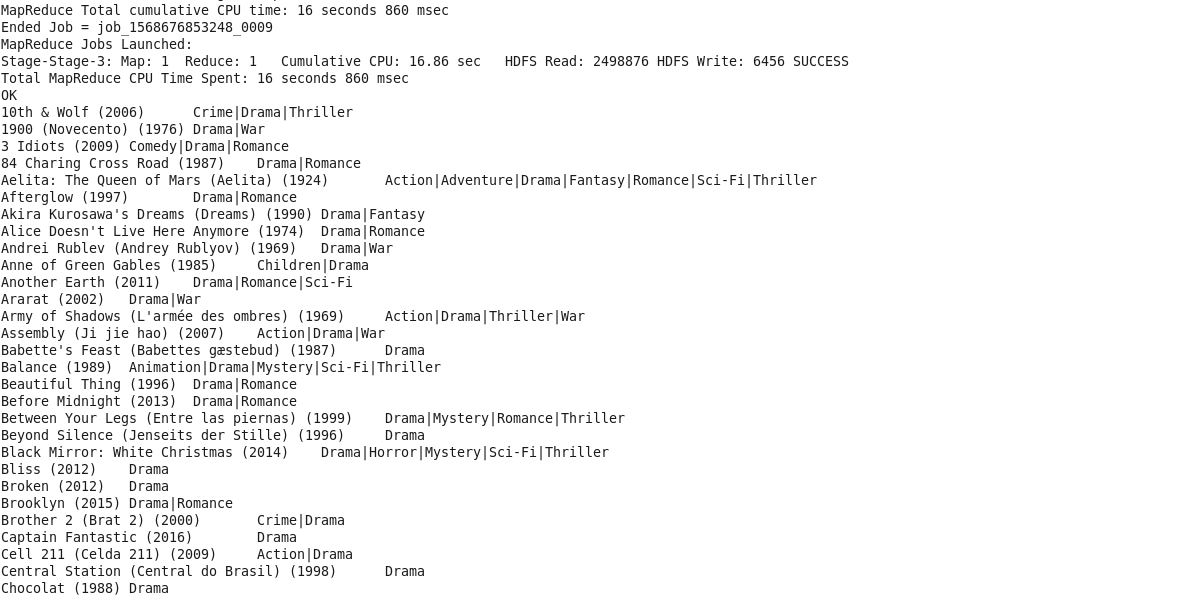 MapReduce Total cumulative CPU time: 16 seconds 860 msec
Ended Job = job_1568676853248_0009
MapReduce Jobs Launched:
Stage-Stage-3: Map: 1  Reduce: 1   Cumulative CPU: 16.86 sec   HDFS Read: 2498876 HDFS Write: 6456 SUCCESS
Total MapReduce CPU Time Spent: 16 seconds 860 msec
OK
10th & Wolf (2006)      Crime|Drama|Thriller
1900 (Novecento) (1976) Drama|War
3 Idiots (2009) Comedy|Drama|Romance
84 Charing Cross Road (1987)    Drama|Romance
Aelita: The Queen of Mars (Aelita) (1924)       Action|Adventure|Drama|Fantasy|Romance|Sci-Fi|Thriller
Afterglow (1997)        Drama|Romance
Akira Kurosawa's Dreams (Dreams) (1990) Drama|Fantasy
Alice Doesn't Live Here Anymore (1974)  Drama|Romance
Andrei Rublev (Andrey Rublyov) (1969)   Drama|War
Anne of Green Gables (1985)     Children|Drama
Another Earth (2011)    Drama|Romance|Sci-Fi
Ararat (2002)   Drama|War
Army of Shadows (L'armée des ombres) (1969)     Action|Drama|Thriller|War
Assembly (Ji jie hao) (2007)    Action|Drama|War
Babette's Feast (Babettes gæstebud) (1987)      Drama
Balance (1989)  Animation|Drama|Mystery|Sci-Fi|Thriller
Beautiful Thing (1996)  Drama|Romance
Before Midnight (2013)  Drama|Romance
Between Your Legs (Entre las piernas) (1999)    Drama|Mystery|Romance|Thriller
Beyond Silence (Jenseits der Stille) (1996)     Drama
Black Mirror: White Christmas (2014)    Drama|Horror|Mystery|Sci-Fi|Thriller
Bliss (2012)    Drama
Broken (2012)   Drama
Brooklyn (2015) Drama|Romance
Brother 2 (Brat 2) (2000)       Crime|Drama
Captain Fantastic (2016)        Drama
Cell 211 (Celda 211) (2009)     Action|Drama
Central Station (Central do Brasil) (1998)      Drama
Chocolat (1988) Drama